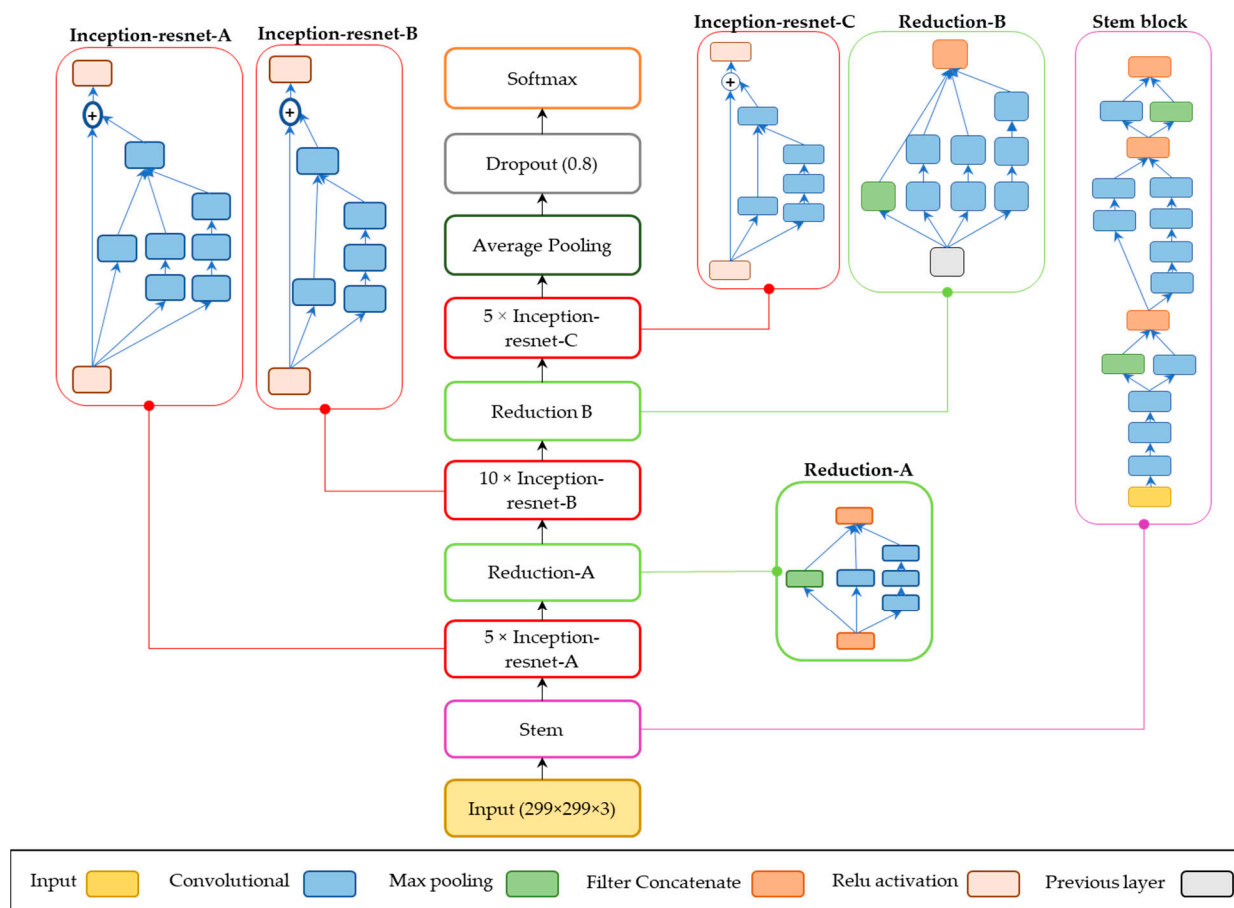 Inception-resnet-A
Inception-resnet-B
Inception-resnet-C
Reduction-B
Stem block
+
+
+
Softmax
Dropout (0.8)
Average Pooling
5 × Inception-
resnet-C
Reduction B
10 × Inception-
resnet-B
Reduction-A
Reduction-A
5 × Inception-
resnet-A
Stem
Input (299×299×3)
Input
Convolutional
Max pooling
Filter Concatenate
Relu activation
Previous layer